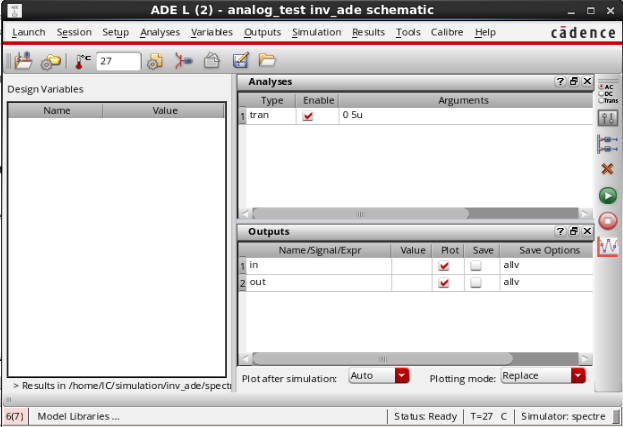 ADE L (2) - analog_test inv_ade schematic
Launch Session Setup Analyses Variables Outputs Simulation Results Tools Calibre Help cādence
°C 27
Design Variables
Name Value
Analyses
Type Enable Arguments
1 tran 0 5u
Outputs
Name/Signal/Expr Value Plot Save Save Options
1 in allv
2 out allv
Plot after simulation: Auto Plotting mode: Replace
> Results in /home/IC/simulation/inv_ade/spectr
AC
DC
Trans
6(7) Model Libraries ... Status: Ready T=27 C Simulator: spectre